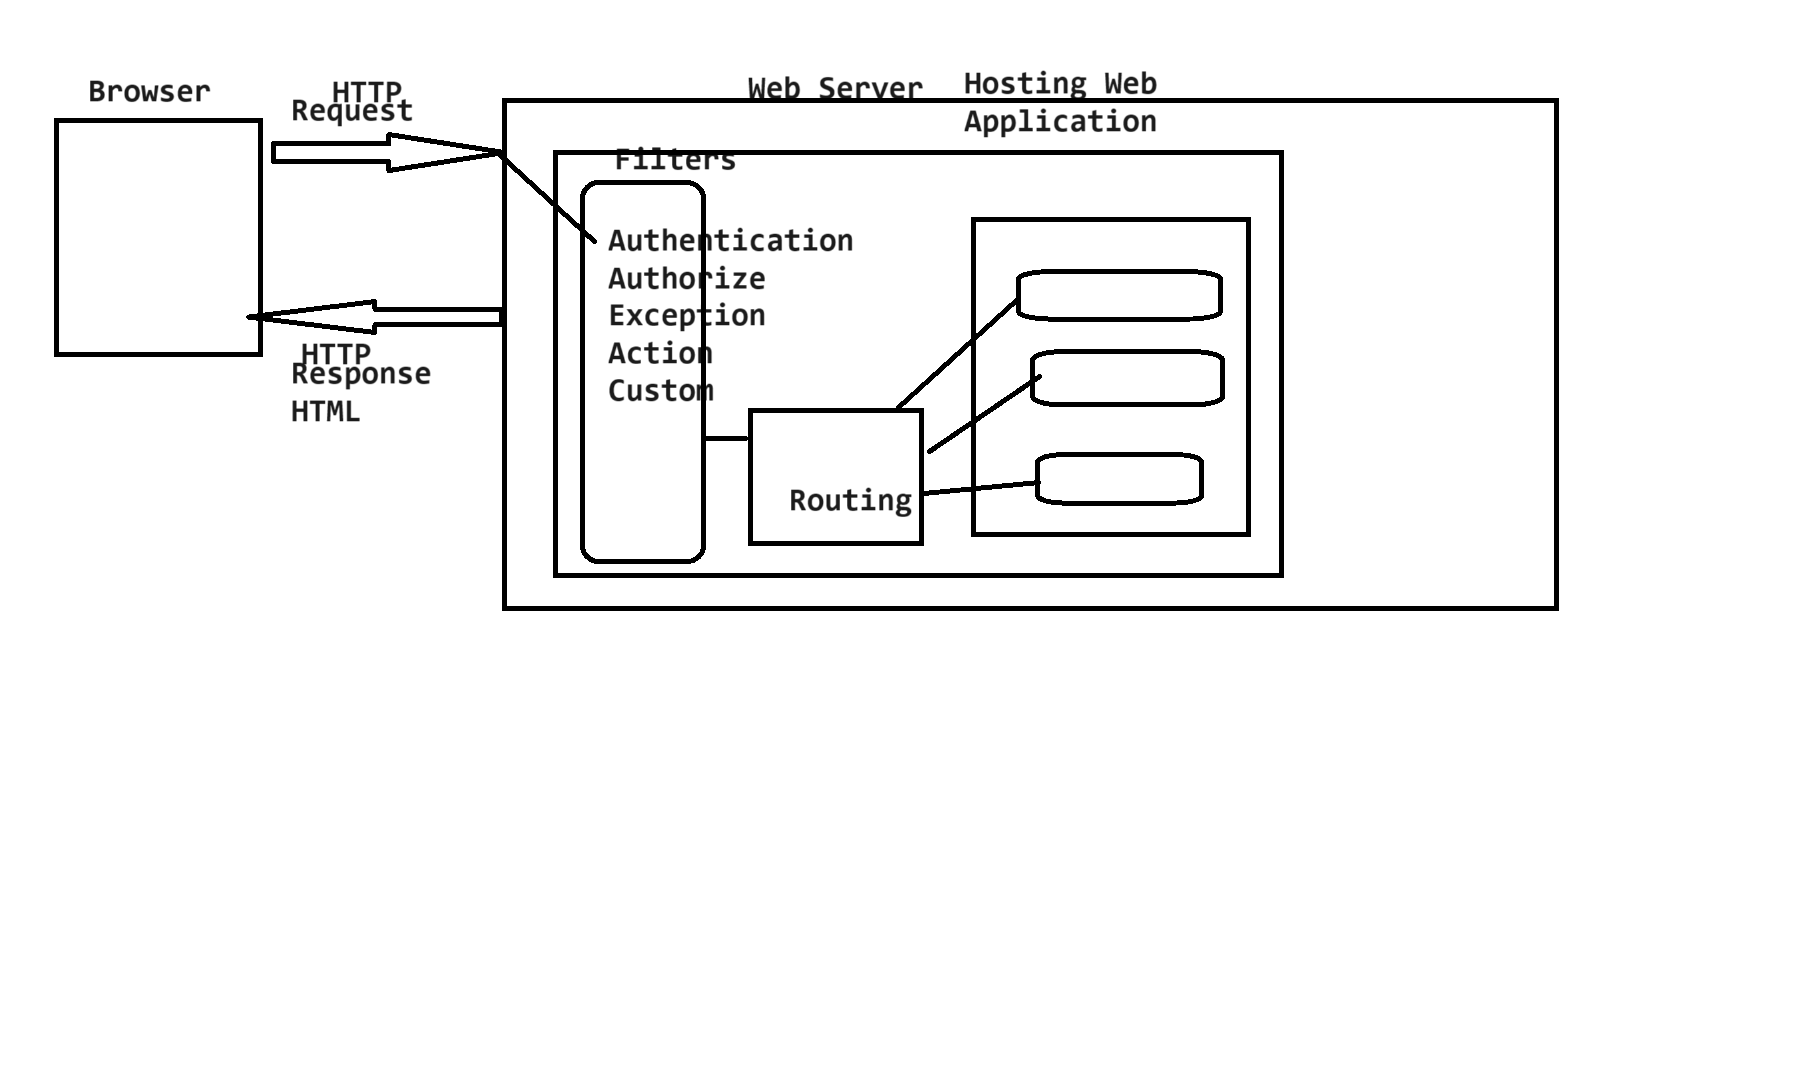 Browser
HTTP
Request
Web Server
Hosting Web
Application
Filters
Authentication
Authorize
Exception
Action
Custom
HTTP
Response
HTML
Routing